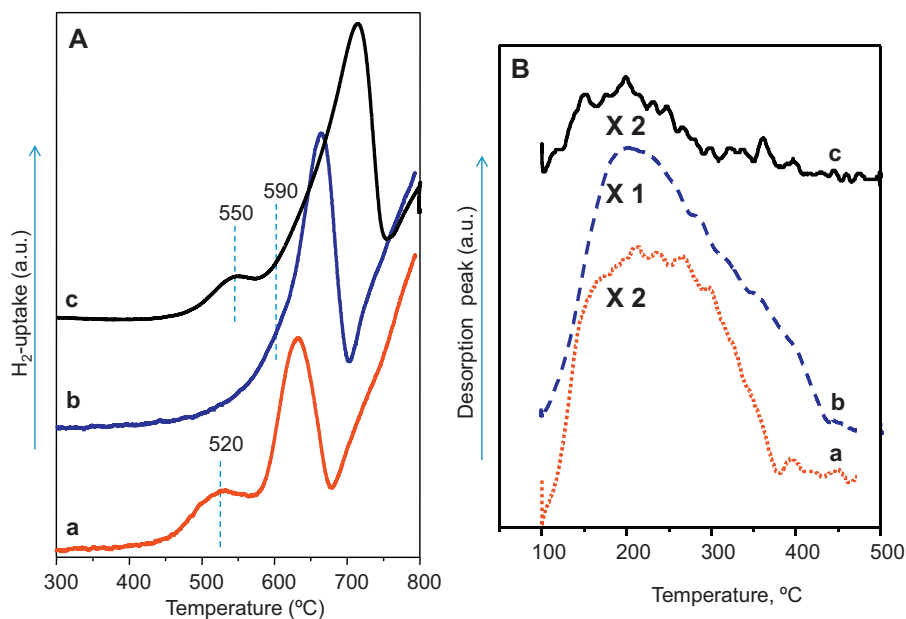 A
550
590
c
b
520
a
H2-uptake (a.u.)
300 400 500 600 700 800
Temperature (ºC)
B
X 2
c
X 1
X 2
b
a
Desorption peak (a.u.)
100 200 300 400 500
Temperature, ºC